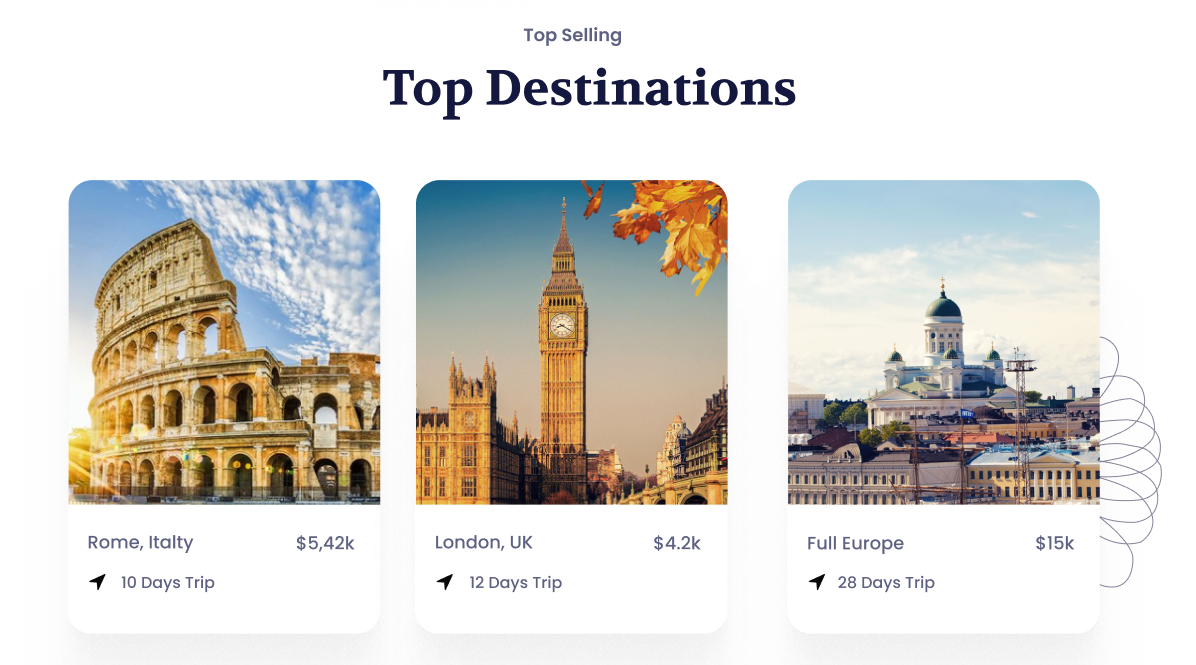 Top Selling
Top Destinations
Rome, Italty $5,42k
10 Days Trip
London, UK $4.2k
12 Days Trip
Full Europe $15k
28 Days Trip